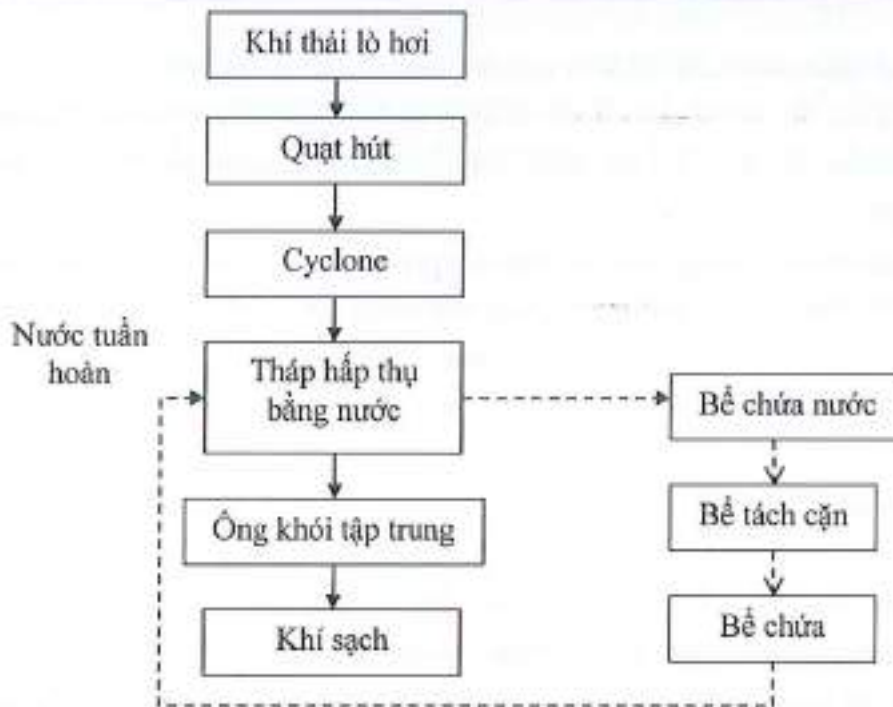 Khí thải lò hơi
Quạt hút
Cyclone
Nước tuần
hoàn
Tháp hấp thụ
bằng nước
Bể chứa nước
Ông khói tập trung
Bể tách cặn
Khí sạch
Bể chứa